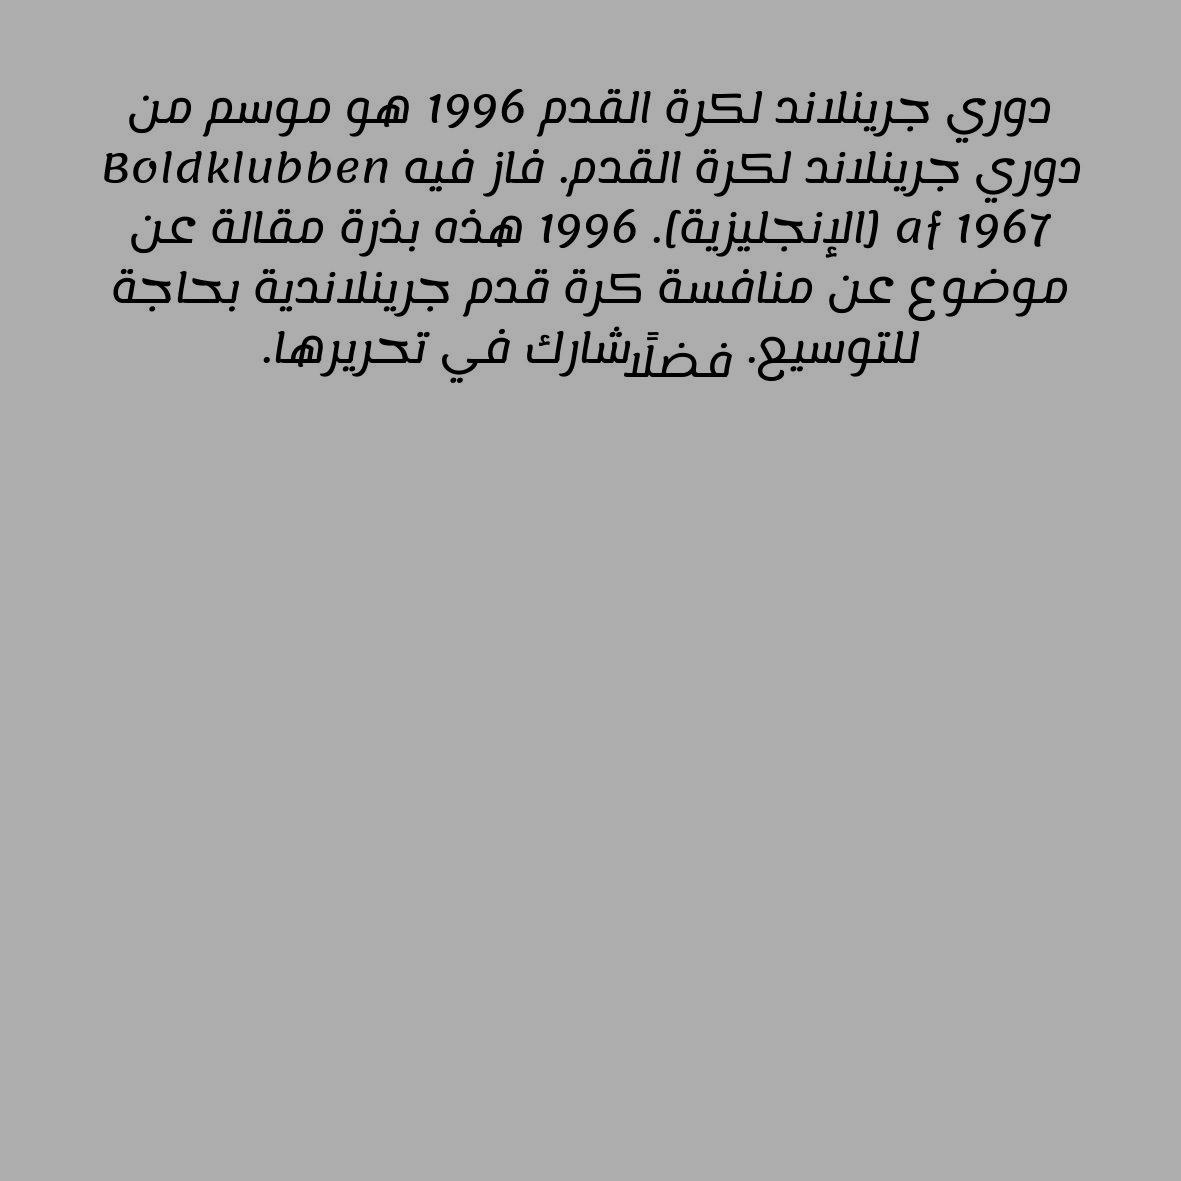 دوري جرينلاند لكرة القدم 1996 هو موسم من
دوري جرينلاند لكرة القدم. فاز فيه Boldklubben
af 1967 (الإنجليزية). 1996 هذه بذرة مقالة عن
موضوع عن منافسة كرة قدم جرينلاندية بحاجة
للتوسيع. فضلًا شارك في تحريرها.